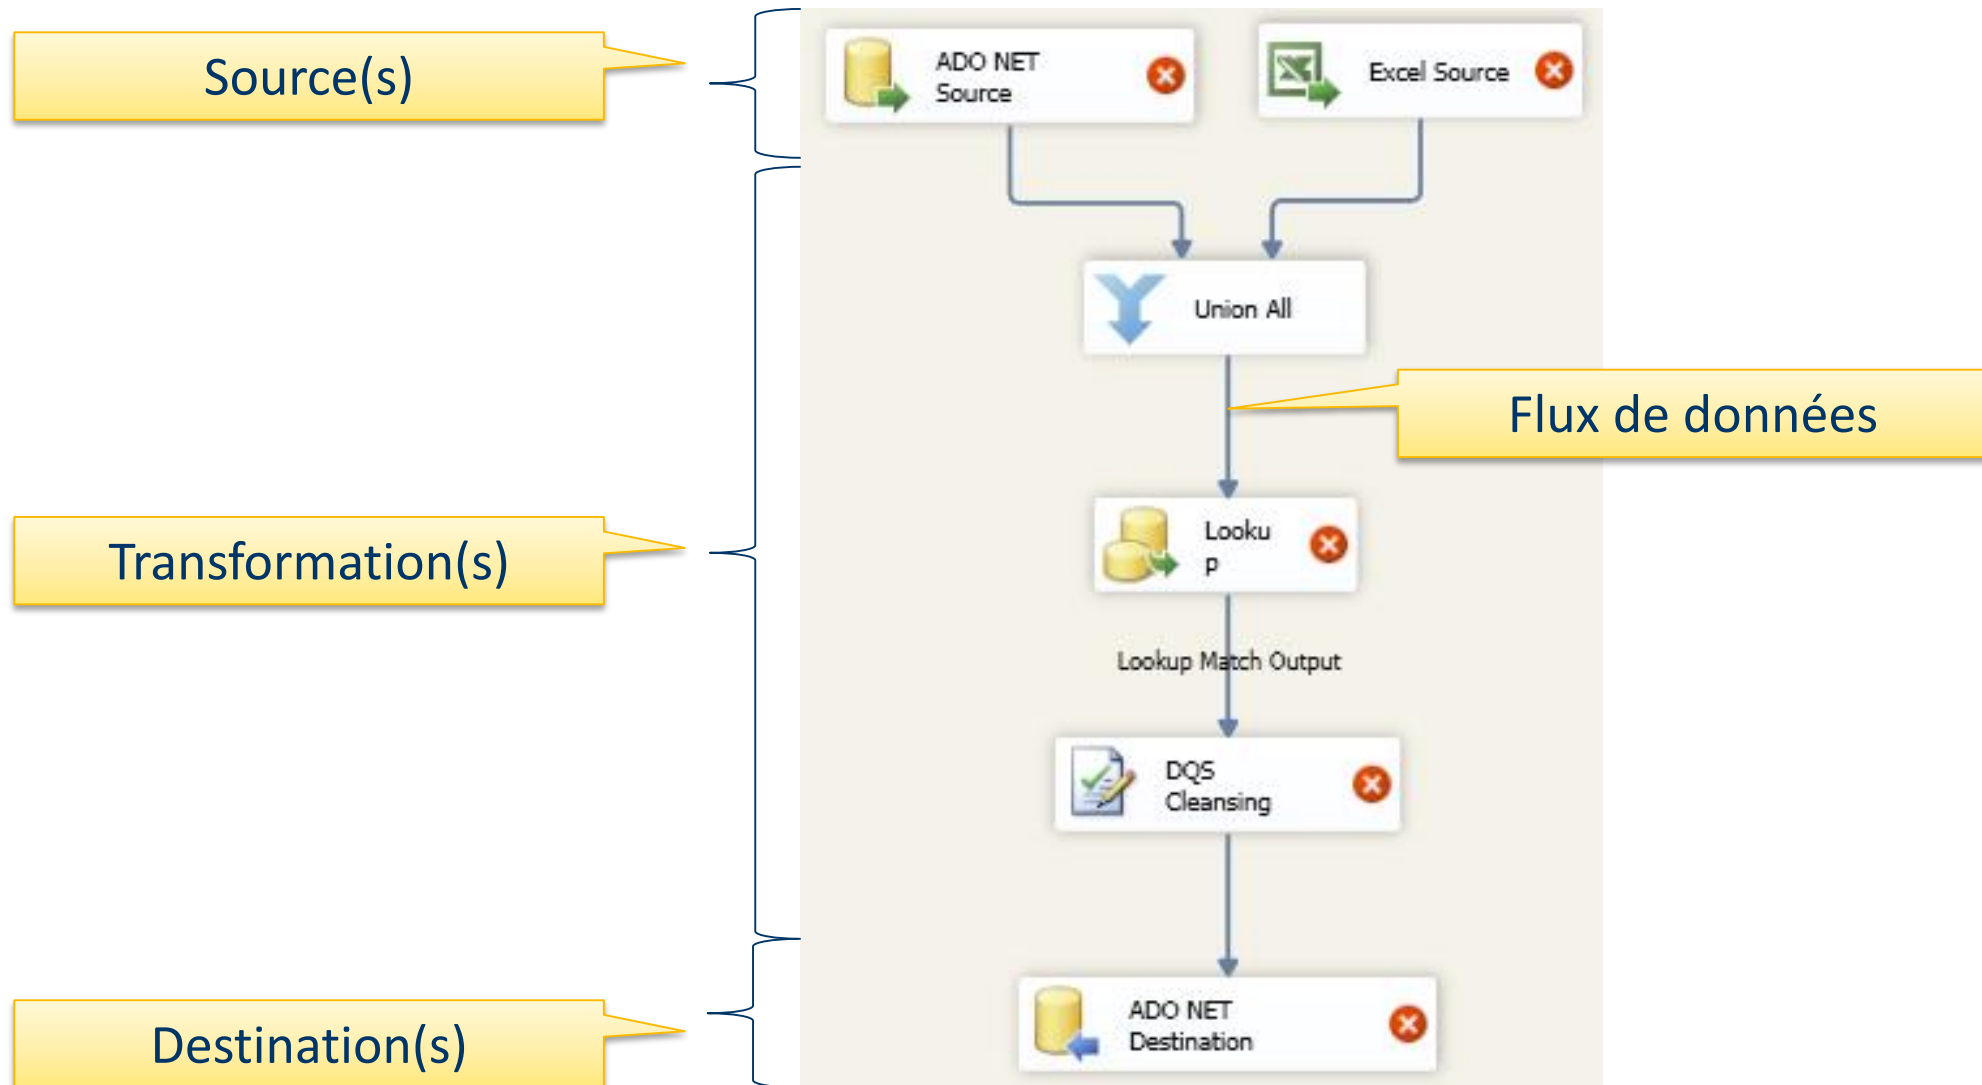 Source(s)
ADO NET
Source
Excel Source
Union All
Flux de données
Transformation(s)
Looku
p
Lookup Match Output
DQS
Cleansing
Destination(s)
ADO NET
Destination